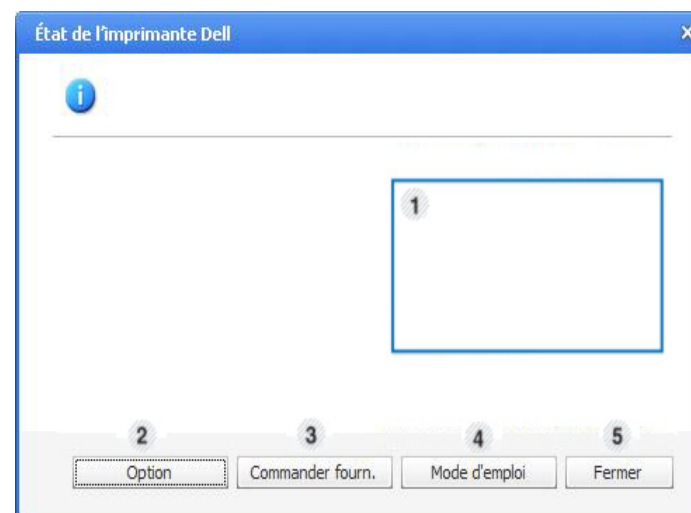 État de l'imprimante Dell
1
2 3 4 5
Option Commander fourn. Mode d'emploi Fermer